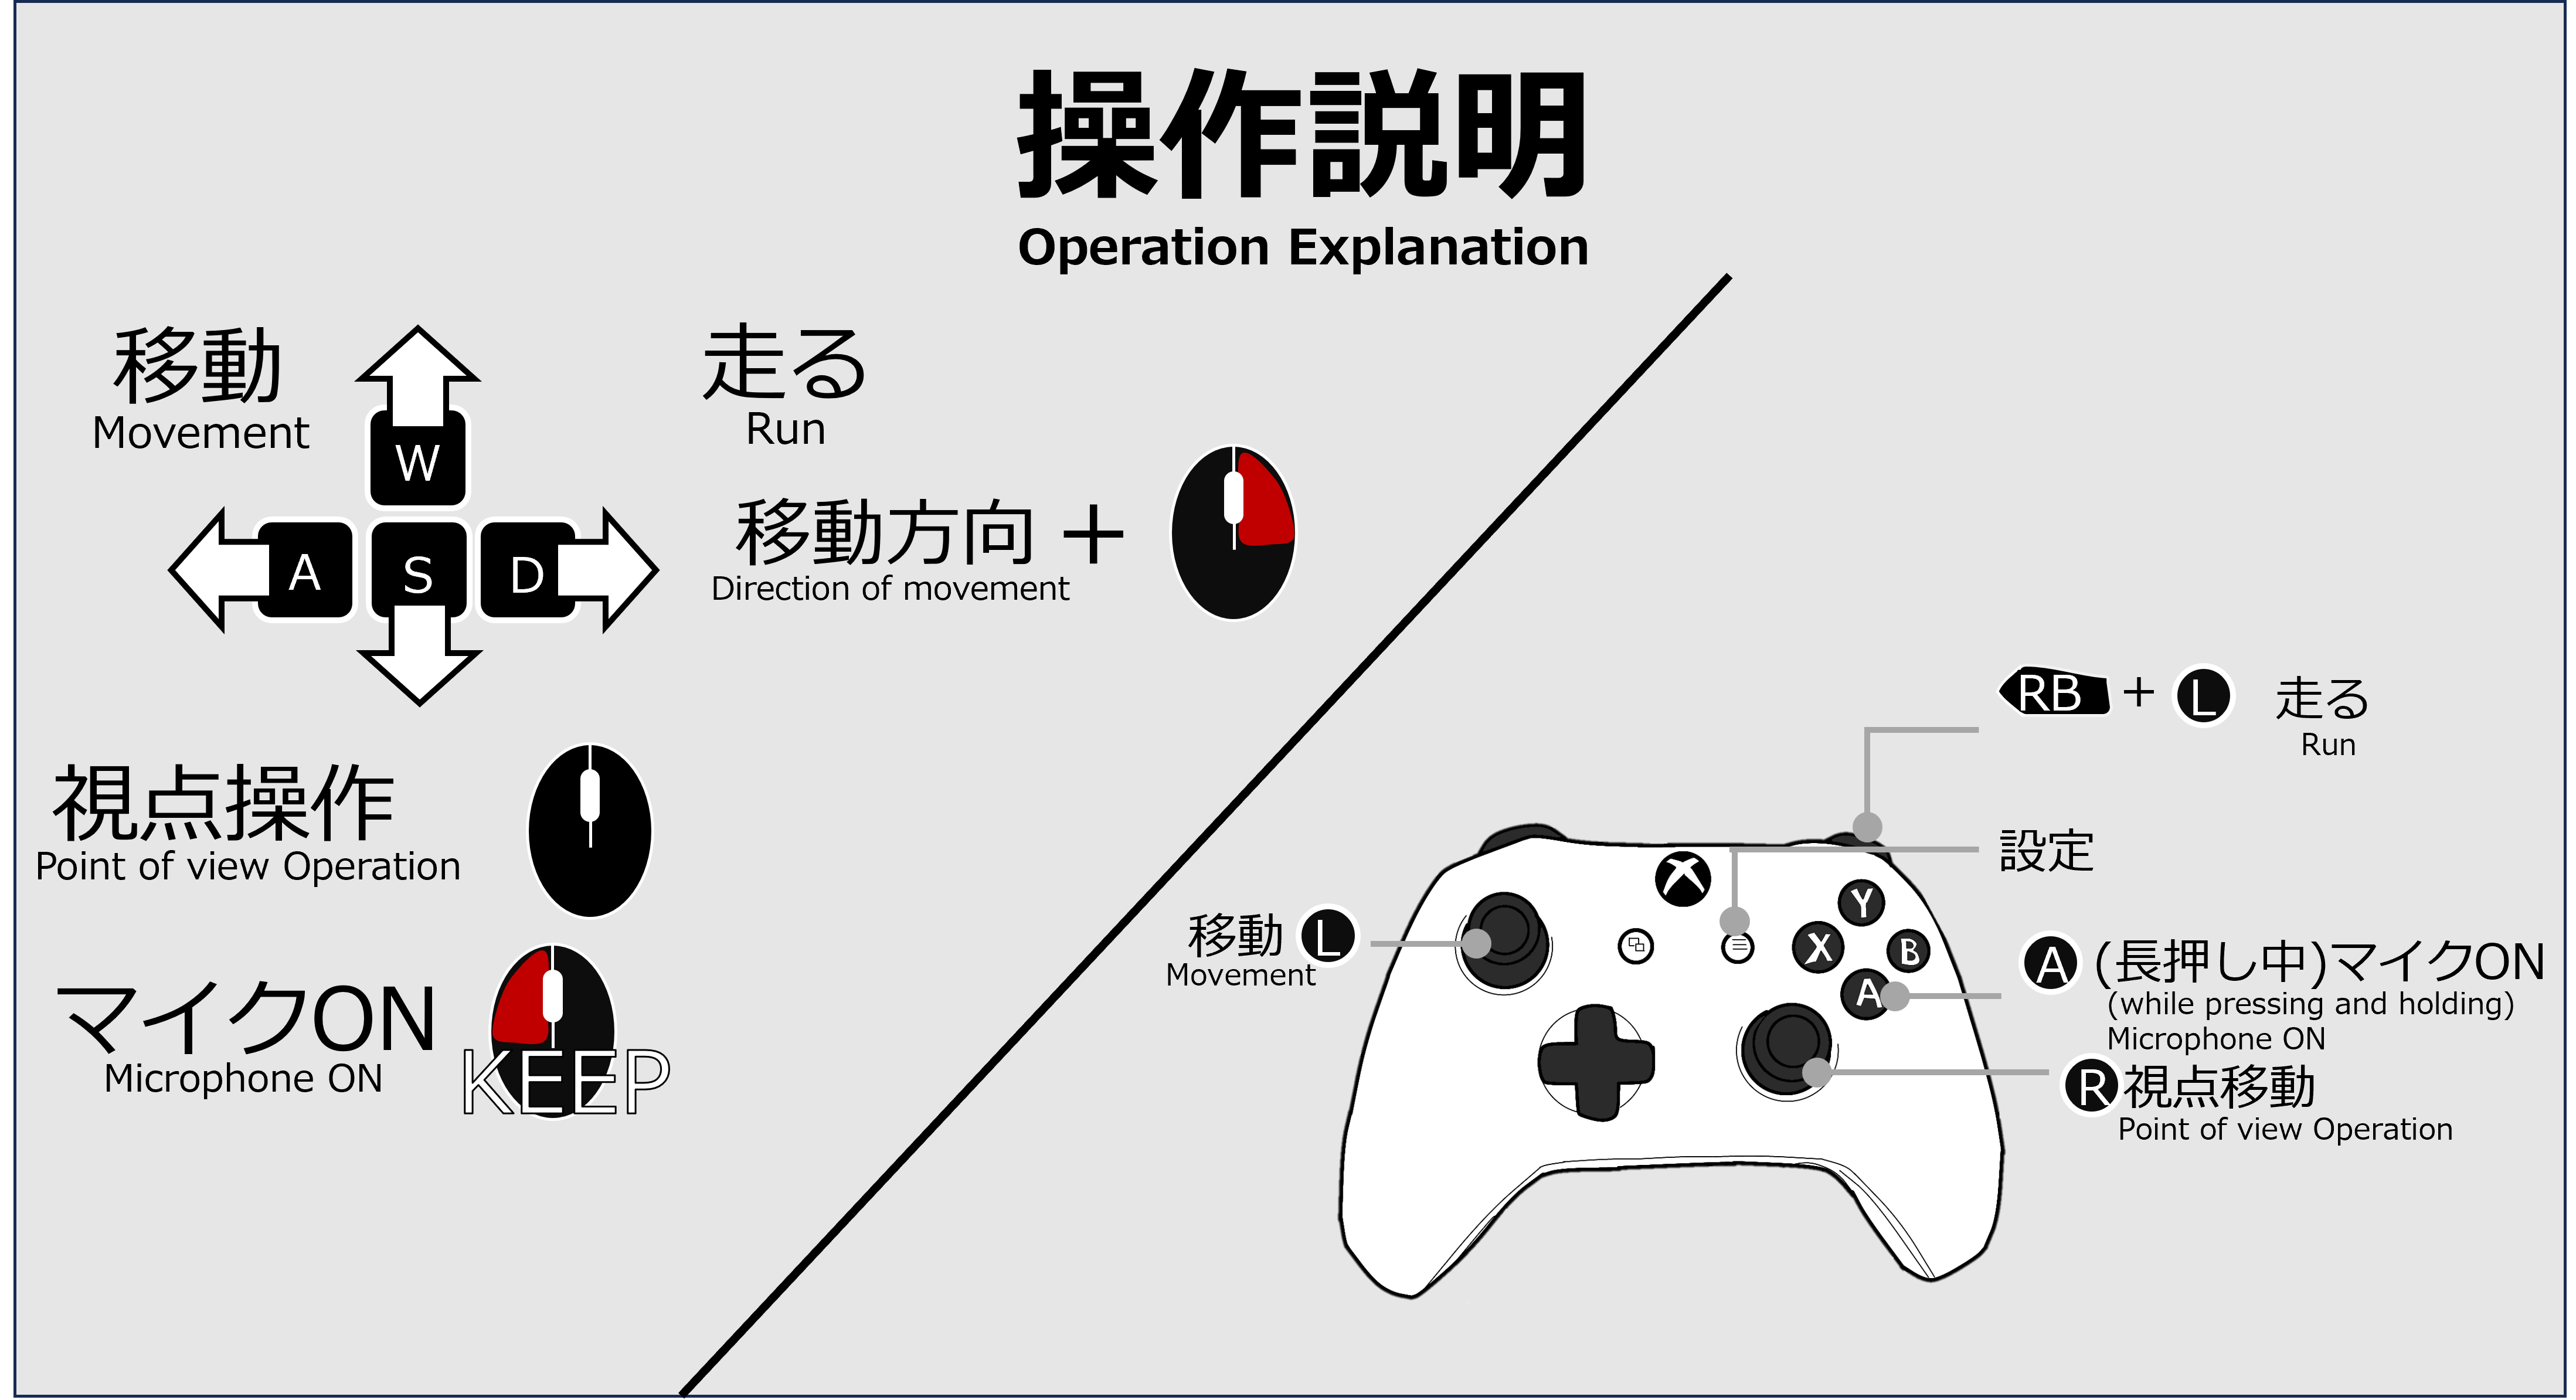 操作説明
Operation Explanation
移動
Movement
W
A S D
走る
Run
移動方向 +
Direction of movement
視点操作
Point of view Operation
マイクON
Microphone ON
KEEP
RB + L 走る
Run
設定
移動 L
Movement
Y
X B
A
A (長押し中)マイクON
(while pressing and holding)
Microphone ON
R 視点移動
Point of view Operation